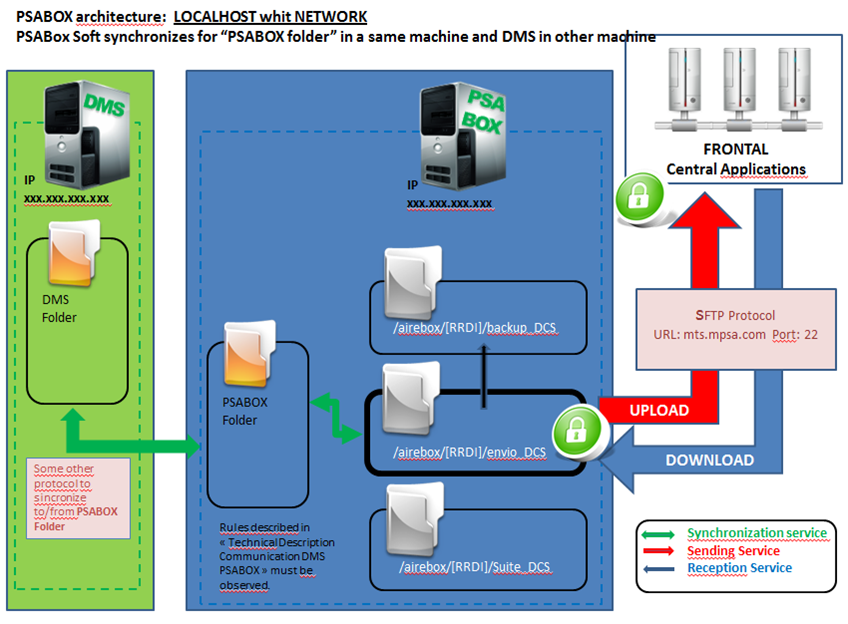 PSABOX architecture: LOCALHOST whit NETWORK
PSABox Soft synchronizes for “PSABOX folder” in a same machine and DMS in other machine
DMS
IP
xxx.xxx.xxx.xxx
DMS
Folder
Some other
protocol to
sincronize
to/from PSABOX
Folder
PSA
BOX
IP
xxx.xxx.xxx.xxx
/airebox/[RRDI]/backup_DCS
PSABOX
Folder
/airebox/[RRDI]/envio_DCS
Rules described in
« Technical Description
Communication DMS
PSABOX » must be
observed.
/airebox/[RRDI]/Suite_DCS
FRONTAL
Central Applications
SFTP Protocol
URL: mts.mpsa.com Port: 22
UPLOAD
DOWNLOAD
Synchronization service
Sending Service
Reception Service